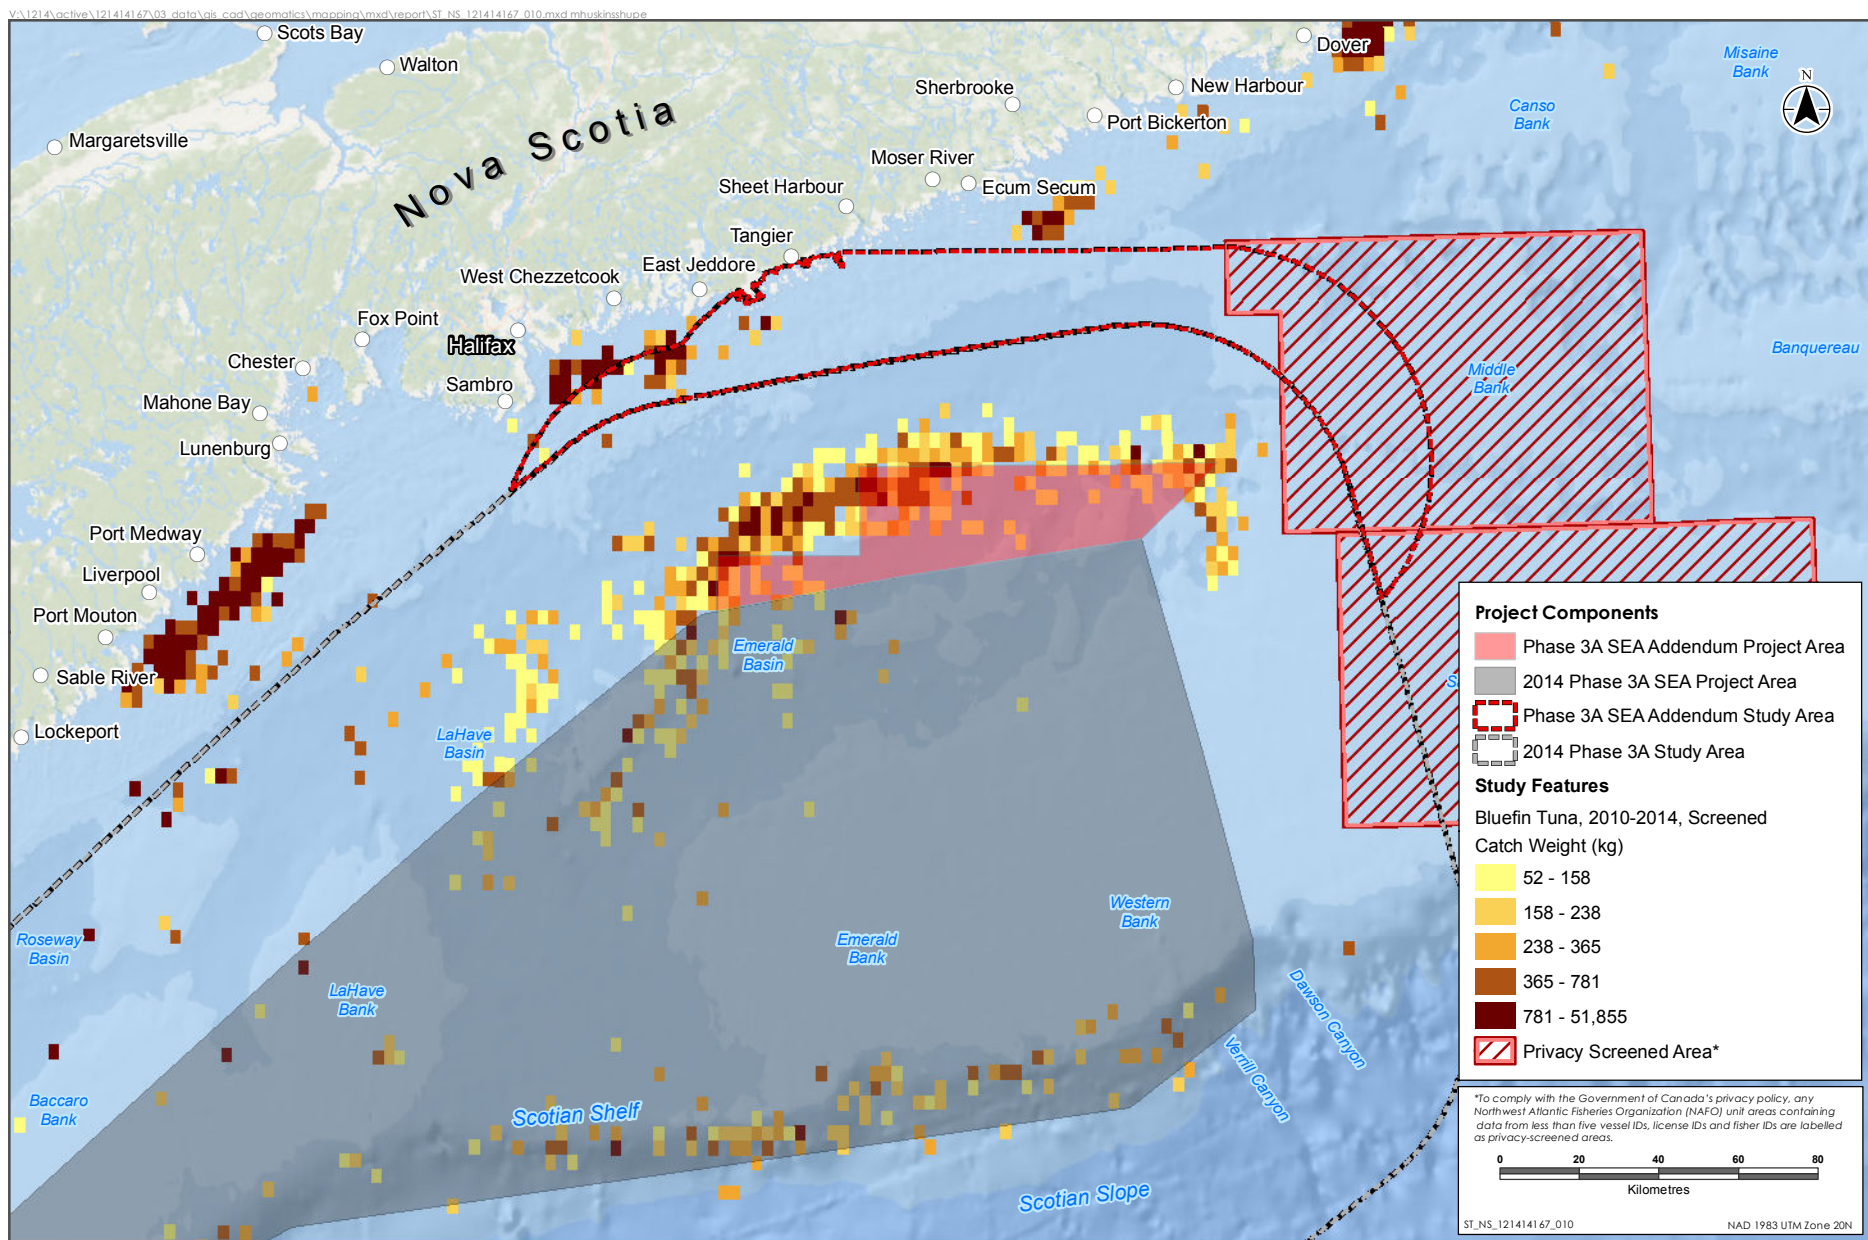 V:\1214\active\121414167\03_data\gis_cad\geomatics\mapping\mxd\report\ST_NS_121414167_010.mxd mhuskinsshupe
Scots Bay
Walton
Dover
Misaine
Bank
N
Sherbrooke
New Harbour
Canso
Bank
Port Bickerton
Margaretsville
Nova Scotia
Moser River
Ecum Secum
Sheet Harbour
Tangier
East Jeddore
West Chezzetcook
Fox Point
Halifax
Chester
Sambro
Mahone Bay
Lunenburg
Banquereau
Middle
Bank
Port Medway
Liverpool
Port Mouton
Sable River
Lockeport
Emerald
Basin
LaHave
Basin
Roseway
Basin
LaHave
Bank
Emerald
Bank
Western
Bank
Baccaro
Bank
Dawson Canyon
Verrill Canyon
Scotian Shelf
Scotian Slope
Project Components
Phase 3A SEA Addendum Project Area
2014 Phase 3A SEA Project Area
Phase 3A SEA Addendum Study Area
2014 Phase 3A Study Area
Study Features
Bluefin Tuna, 2010-2014, Screened
Catch Weight (kg)
52 - 158
158 - 238
238 - 365
365 - 781
781 - 51,855
Privacy Screened Area*
*To comply with the Government of Canada's privacy policy, any
Northwest Atlantic Fisheries Organization (NAFO) unit areas containing
data from less than five vessel IDs, license IDs and fisher IDs are labelled
as privacy-screened areas.
0 20 40 60 80
Kilometres
ST_NS_121414167_010
NAD 1983 UTM Zone 20N